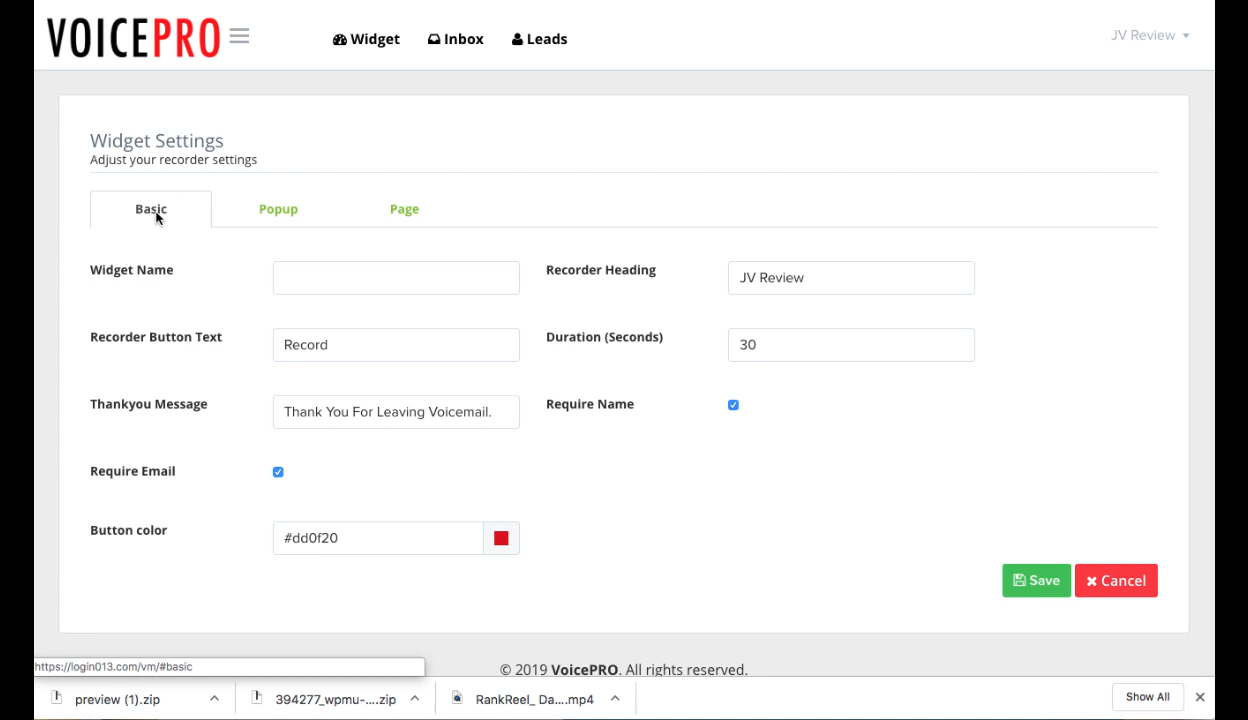 VOICEPRO
Widget
Inbox
Leads
JV Review
Widget Settings
Adjust your recorder settings
Basic
Popup
Page
Widget Name
Recorder Heading
JV Review
Recorder Button Text
Record
Duration (Seconds)
30
Thankyou Message
Thank You For Leaving Voicemail.
Require Name
Require Email
Button color
#dd0f20
Save
Cancel
https://login013.com/vm/#basic
© 2019 VoicePRO. All rights reserved.
preview (1).zip
394277_wpmu-....zip
RankReel_ Da....mp4
Show All